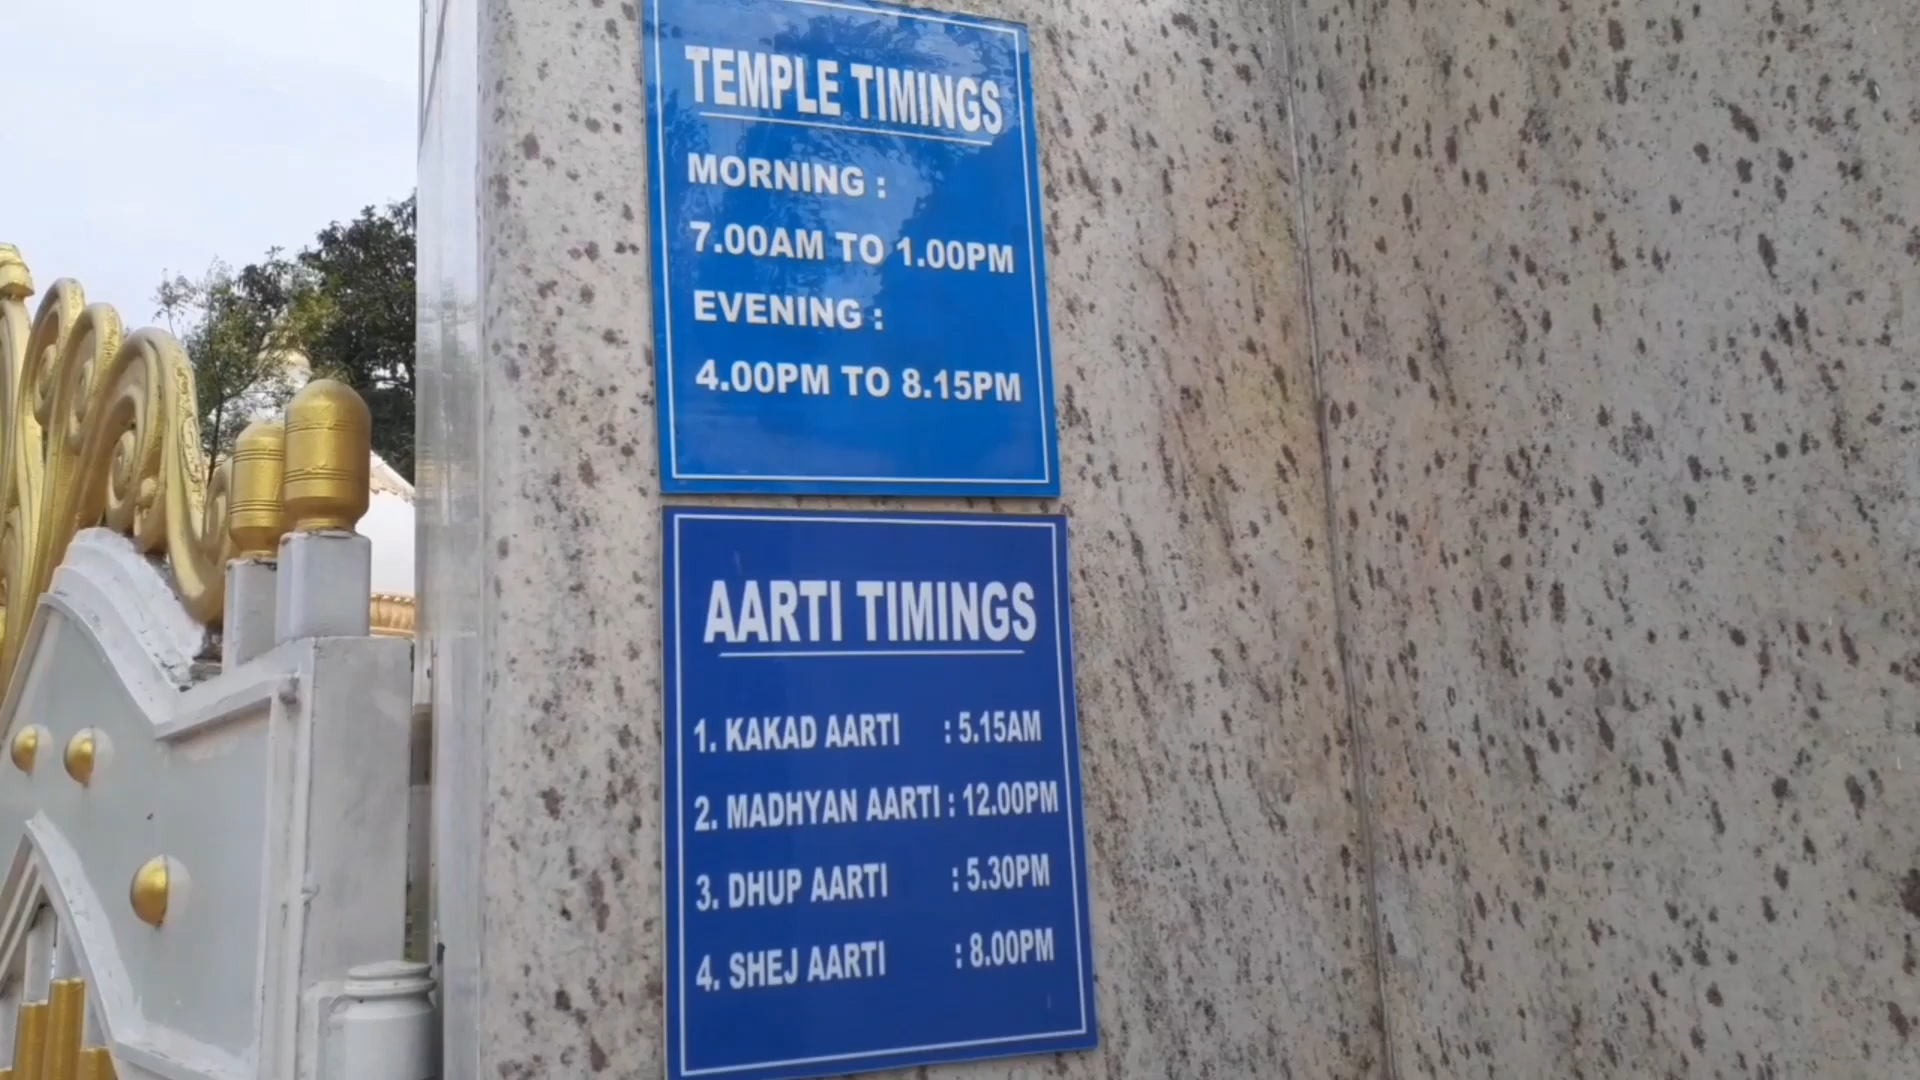 TEMPLE TIMINGS
MORNING :
7.00AM TO 1.00PM
EVENING :
4.00PM TO 8.15PM
AARTI TIMINGS
1. KAKAD AARTI : 5.15AM
2. MADHYAN AARTI : 12.00PM
3. DHUP AARTI : 5.30PM
4. SHEJ AARTI : 8.00PM